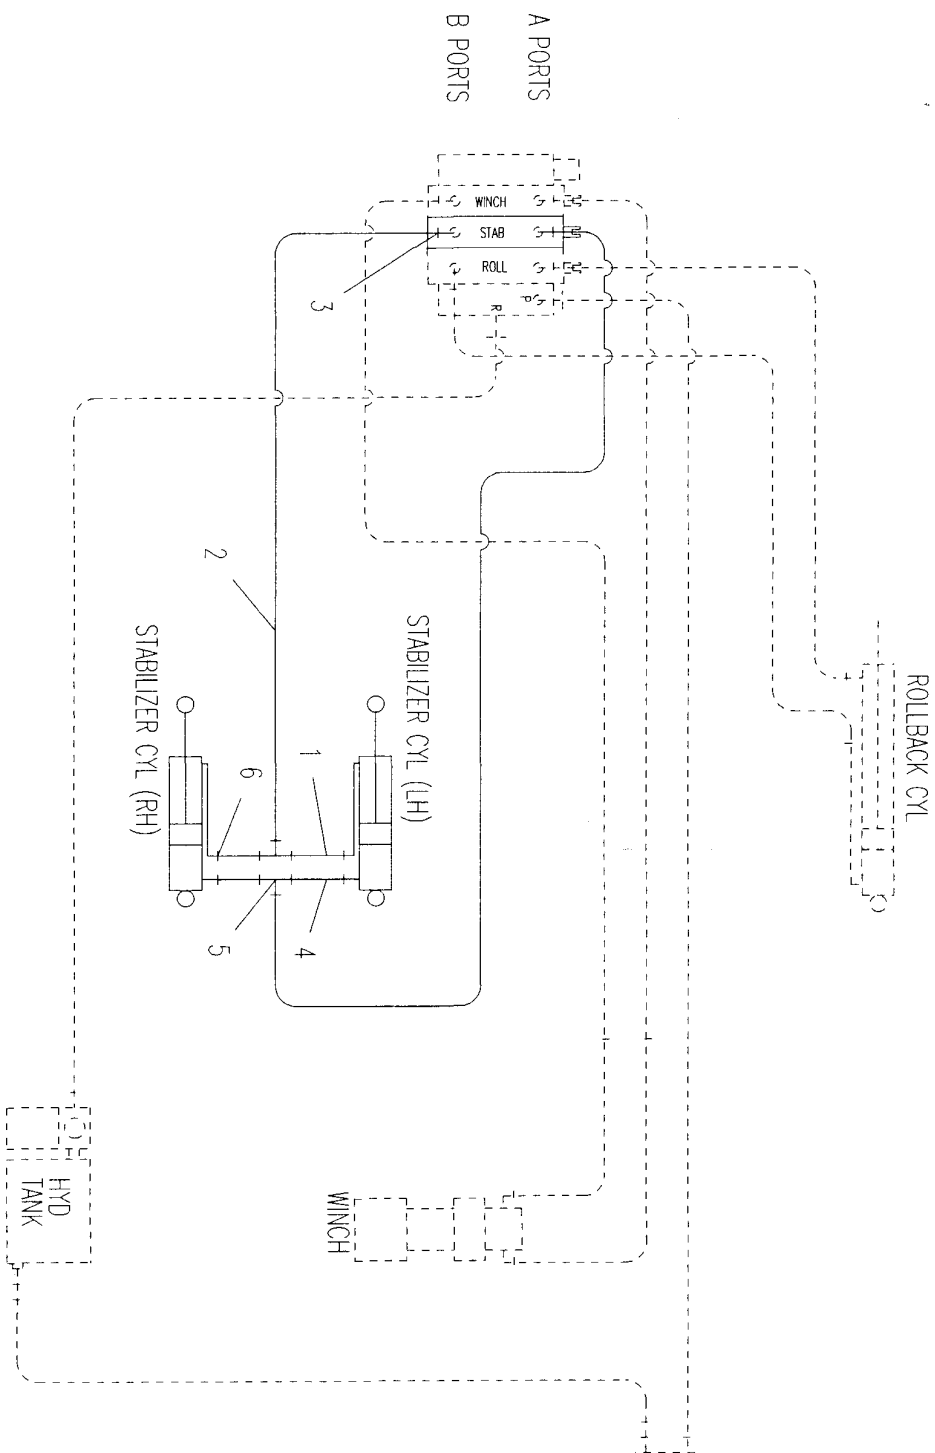 A PORTS
B PORTS
WINCH
STAB
ROLL
P
R
3
2
ROLLBACK CYL
STABILIZER CYL (LH)
STABILIZER CYL (RH)
1
6
4
5
WINCH
HYD
TANK